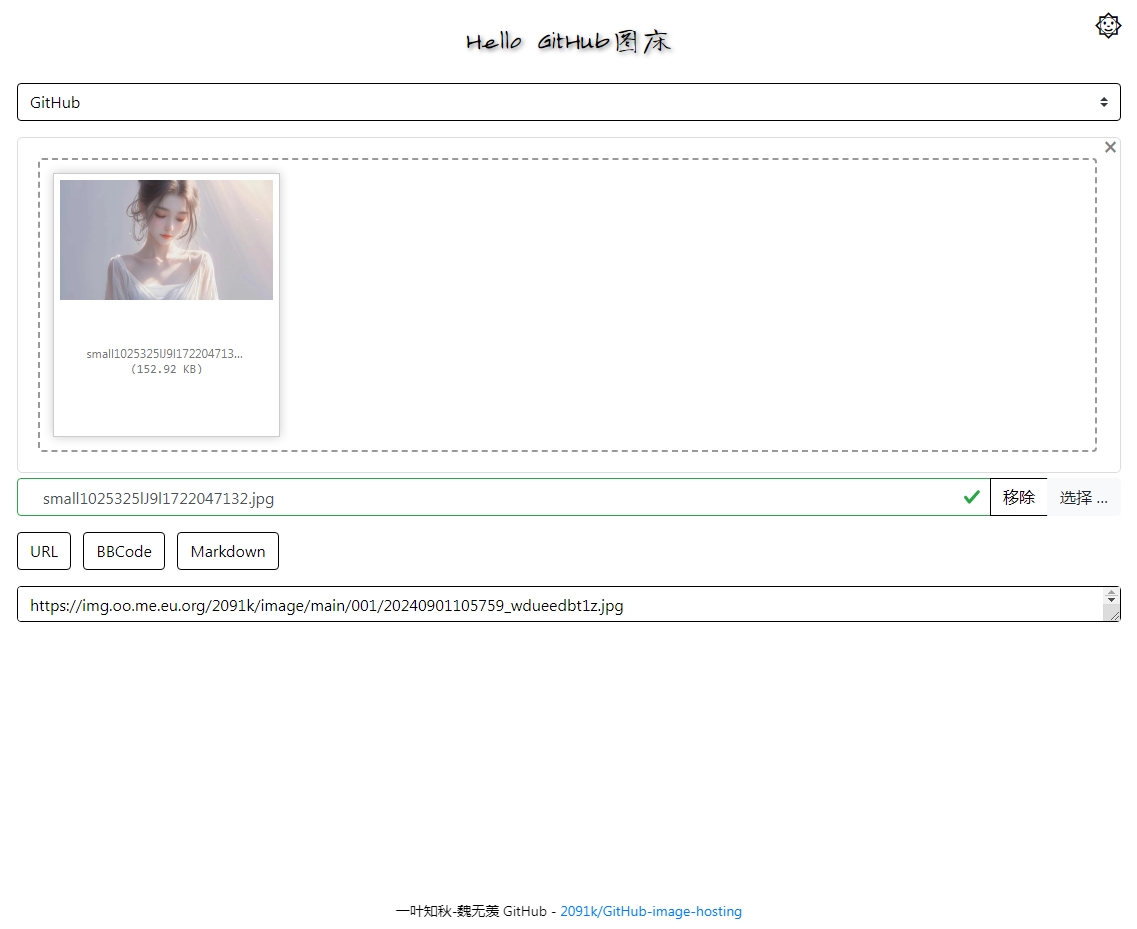 Hello GitHub图床
GitHub
small1025325lJ9l172204713...
(152.92 KB)
small1025325lJ9l1722047132.jpg
移除
选择 ...
URL
BBCode
Markdown
https://img.oo.me.eu.org/2091k/image/main/001/20240901105759_wdueedbt1z.jpg
一叶知秋-魏无羡 GitHub - 2091k/GitHub-image-hosting